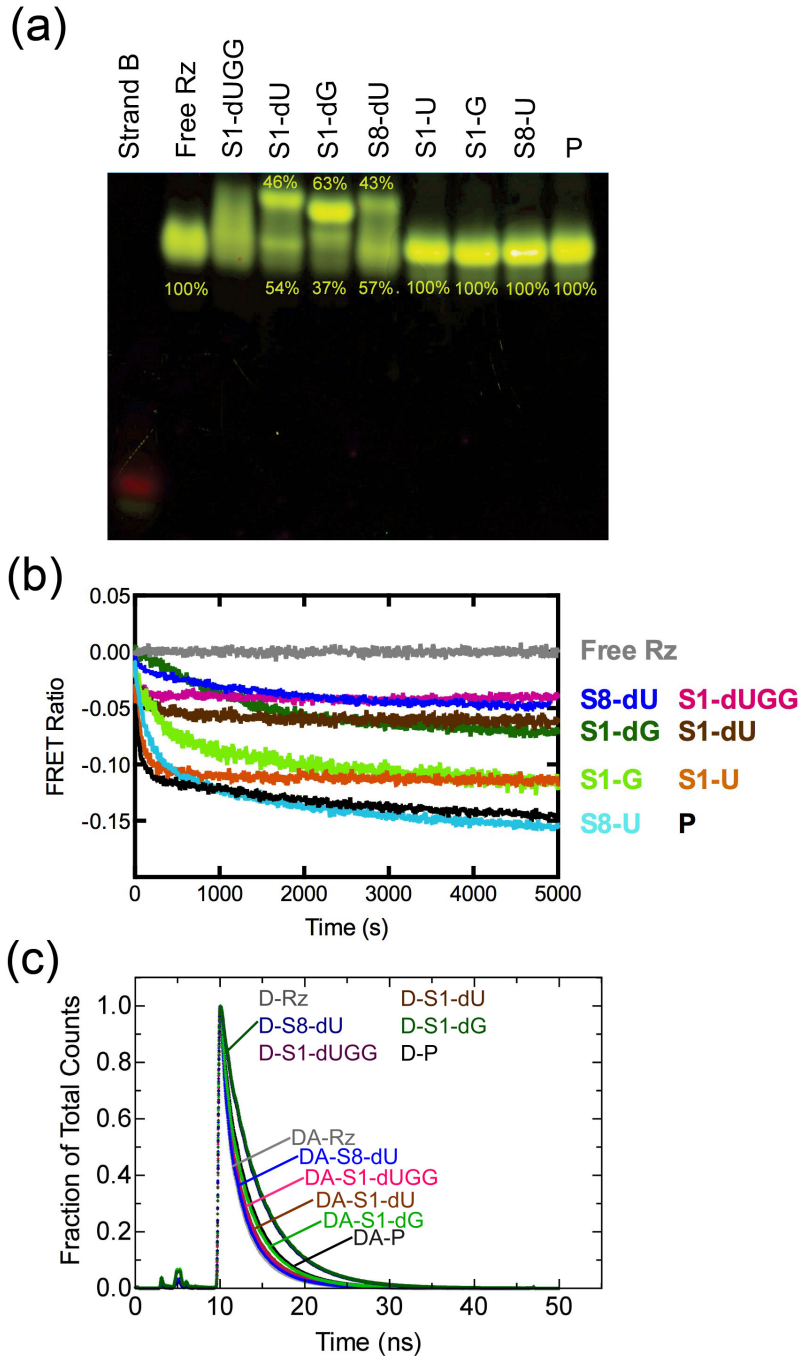 (a)
Strand B
Free Rz
S1-dUGG
S1-dU
S1-dG
S8-dU
S1-U
S1-G
S8-U
P
46% 63% 43%
100% 54% 37% 57%. 100% 100% 100% 100%
(b)
0.05
0.00
-0.05
-0.10
-0.15
FRET Ratio
0 1000 2000 3000 4000 5000
Time (s)
Free Rz
S8-dU S1-dUGG
S1-dG S1-dU
S1-G S1-U
S8-U P
(c)
1.0
0.8
0.6
0.4
0.2
0.0
Fraction of Total Counts
D-Rz D-S1-dU
D-S8-dU D-S1-dG
D-S1-dUGG D-P
DA-Rz
DA-S8-dU
DA-S1-dUGG
DA-S1-dU
DA-S1-dG
DA-P
0 10 20 30 40 50
Time (ns)